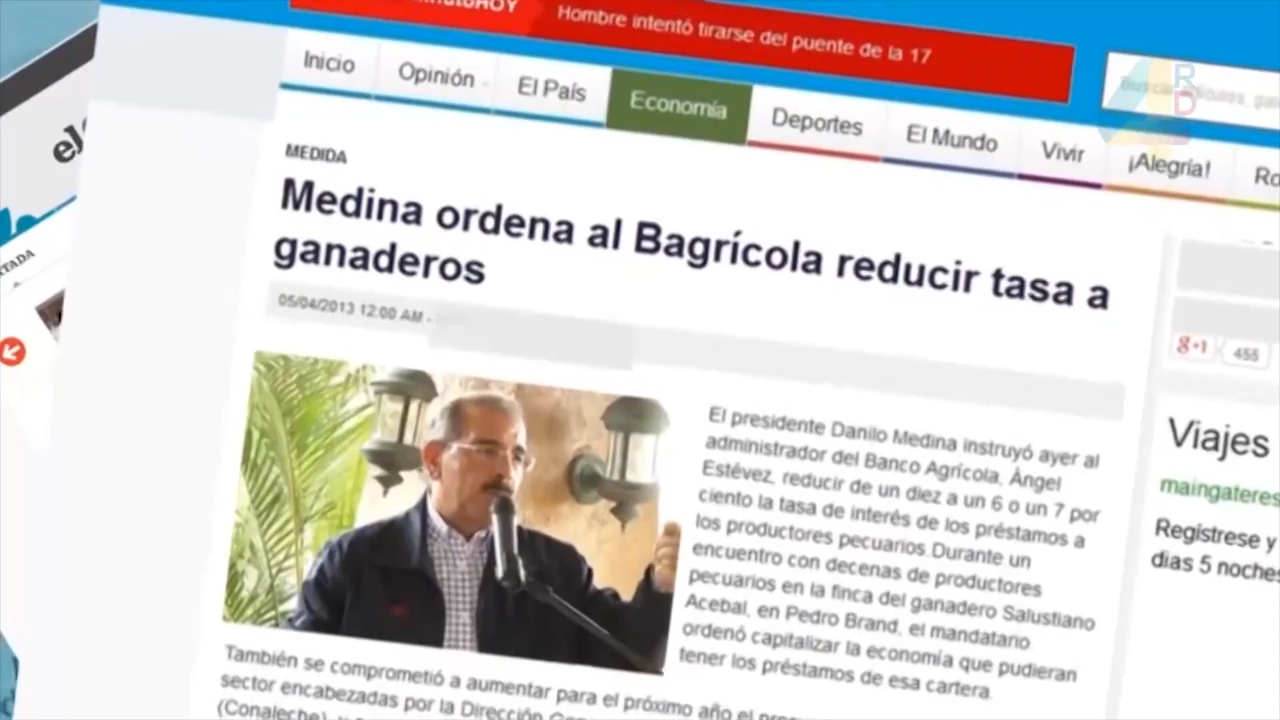 Hombre intentó tirarse del puente de la 17
Inicio
Opinión
El País
Economía
Deportes
El Mundo
Vivir
¡Alegría!
MEDIDA
Medina ordena al Bagrícola reducir tasa a
ganaderos
05/04/2013 12:00 AM -
g+1
455
El presidente Danilo Medina instruyó ayer al
administrador del Banco Agrícola, Ángel
Estévez, reducir de un diez a un 6 o un 7 por
ciento la tasa de interés de los préstamos a
los productores pecuarios.Durante un
encuentro con decenas de productores
pecuarios en la finca del ganadero Salustiano
Acebal, en Pedro Brand, el mandatario
ordenó capitalizar la economía que pudieran
tener los préstamos de esa cartera.
También se comprometió a aumentar para el próximo año el
sector encabezadas por la Dirección
(Conaleche)
Viajes
maingateres
Regístrese y
dias 5 noches
4
RD